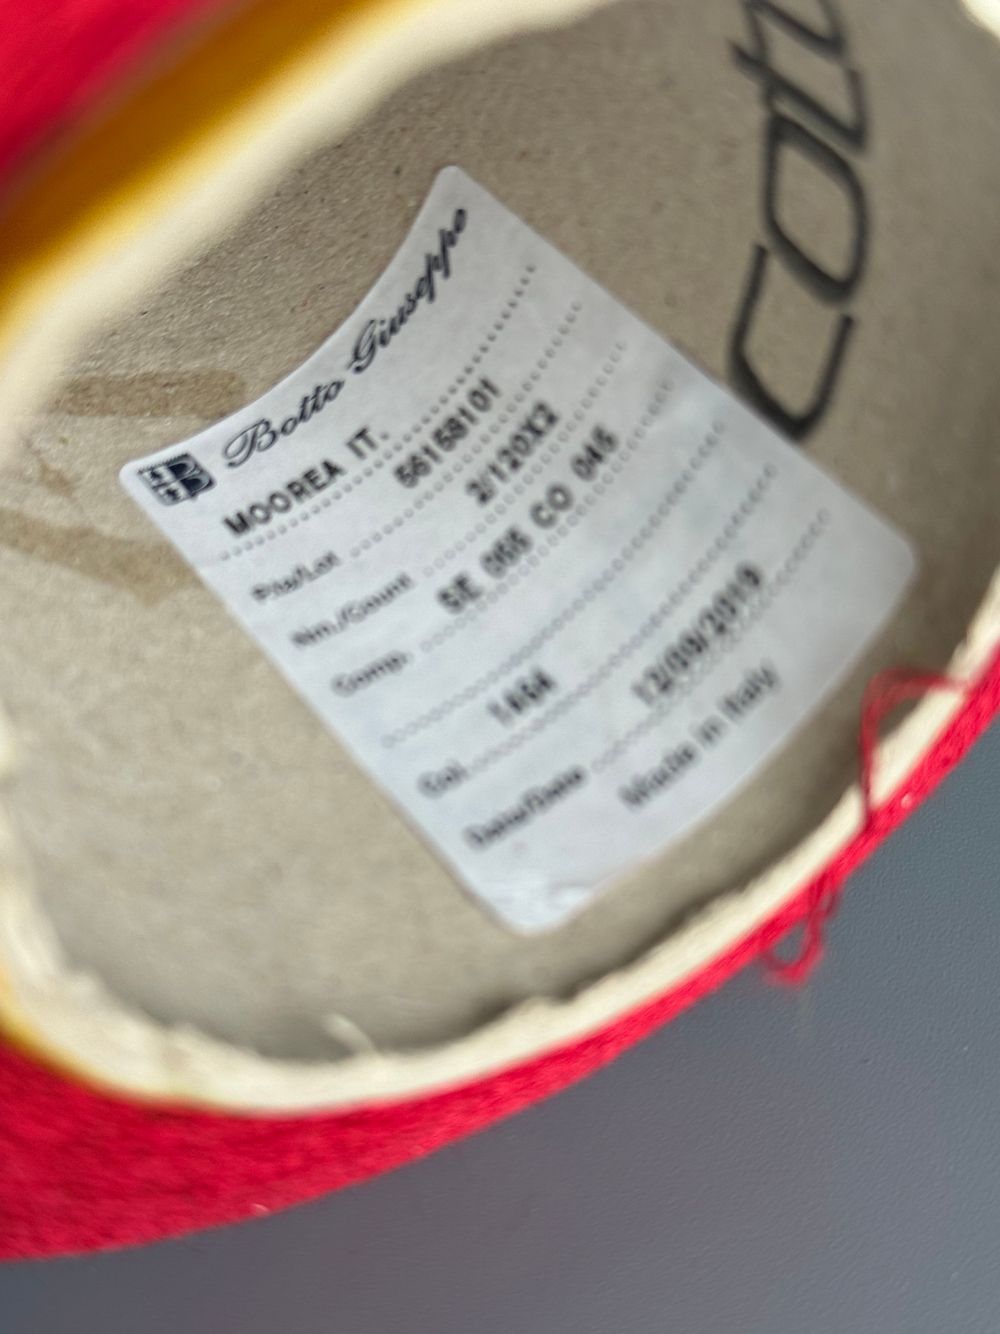 Botto Giuseppe
MOOREA IT.
Pta/Lot 56158101
Nm./Count 2/120X2
Comp. SE 055 CO 045
Col. 1464
Data/Date 12/09/2019
Made in Italy